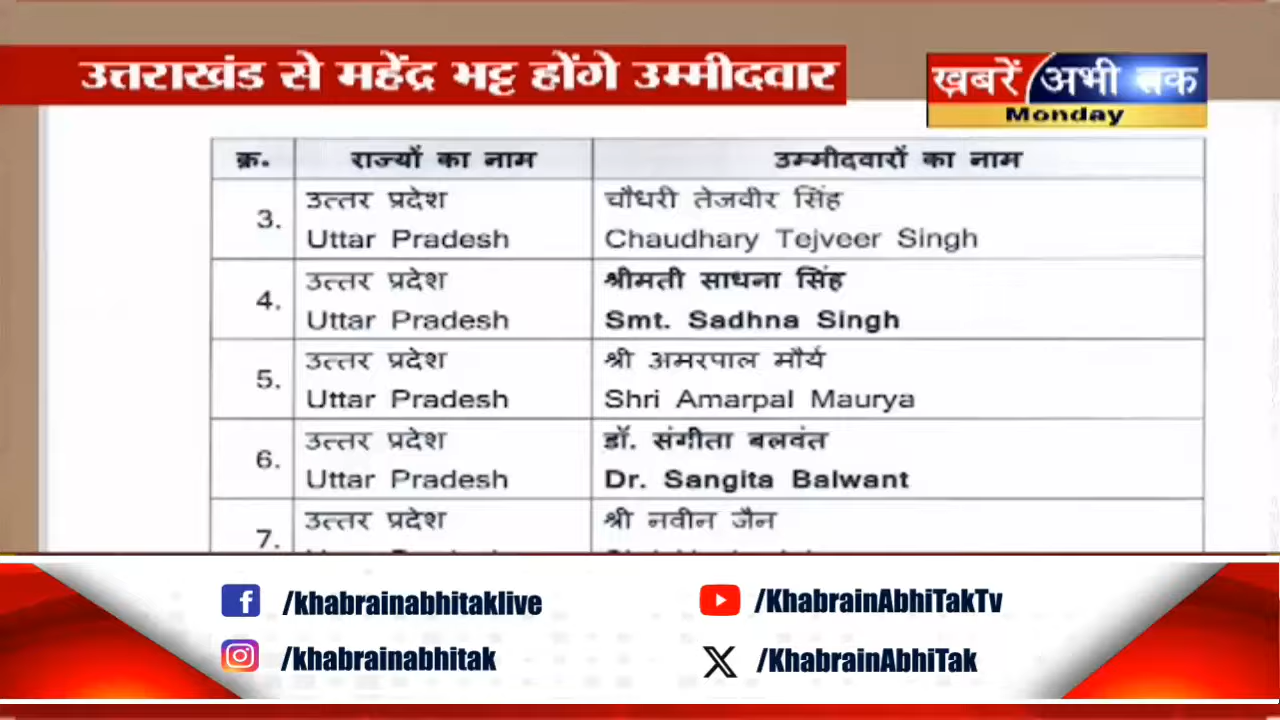 उत्तराखंड से महेंद्र भट्ट होंगे उम्मीदवार
ख़बरें अभी तक
Monday
क्र. राज्यों का नाम उम्मीदवारों का नाम
3. उत्तर प्रदेश चौधरी तेजवीर सिंह
Uttar Pradesh Chaudhary Tejveer Singh
4. उत्तर प्रदेश श्रीमती साधना सिंह
Uttar Pradesh Smt. Sadhna Singh
5. उत्तर प्रदेश श्री अमरपाल मौर्य
Uttar Pradesh Shri Amarpal Maurya
6. उत्तर प्रदेश डॉ. संगीता बलवंत
Uttar Pradesh Dr. Sangita Balwant
7. उत्तर प्रदेश श्री नवीन जैन
/khabrainabhitaklive
/KhabrainAbhiTakTv
/khabrainabhitak
/KhabrainAbhiTak